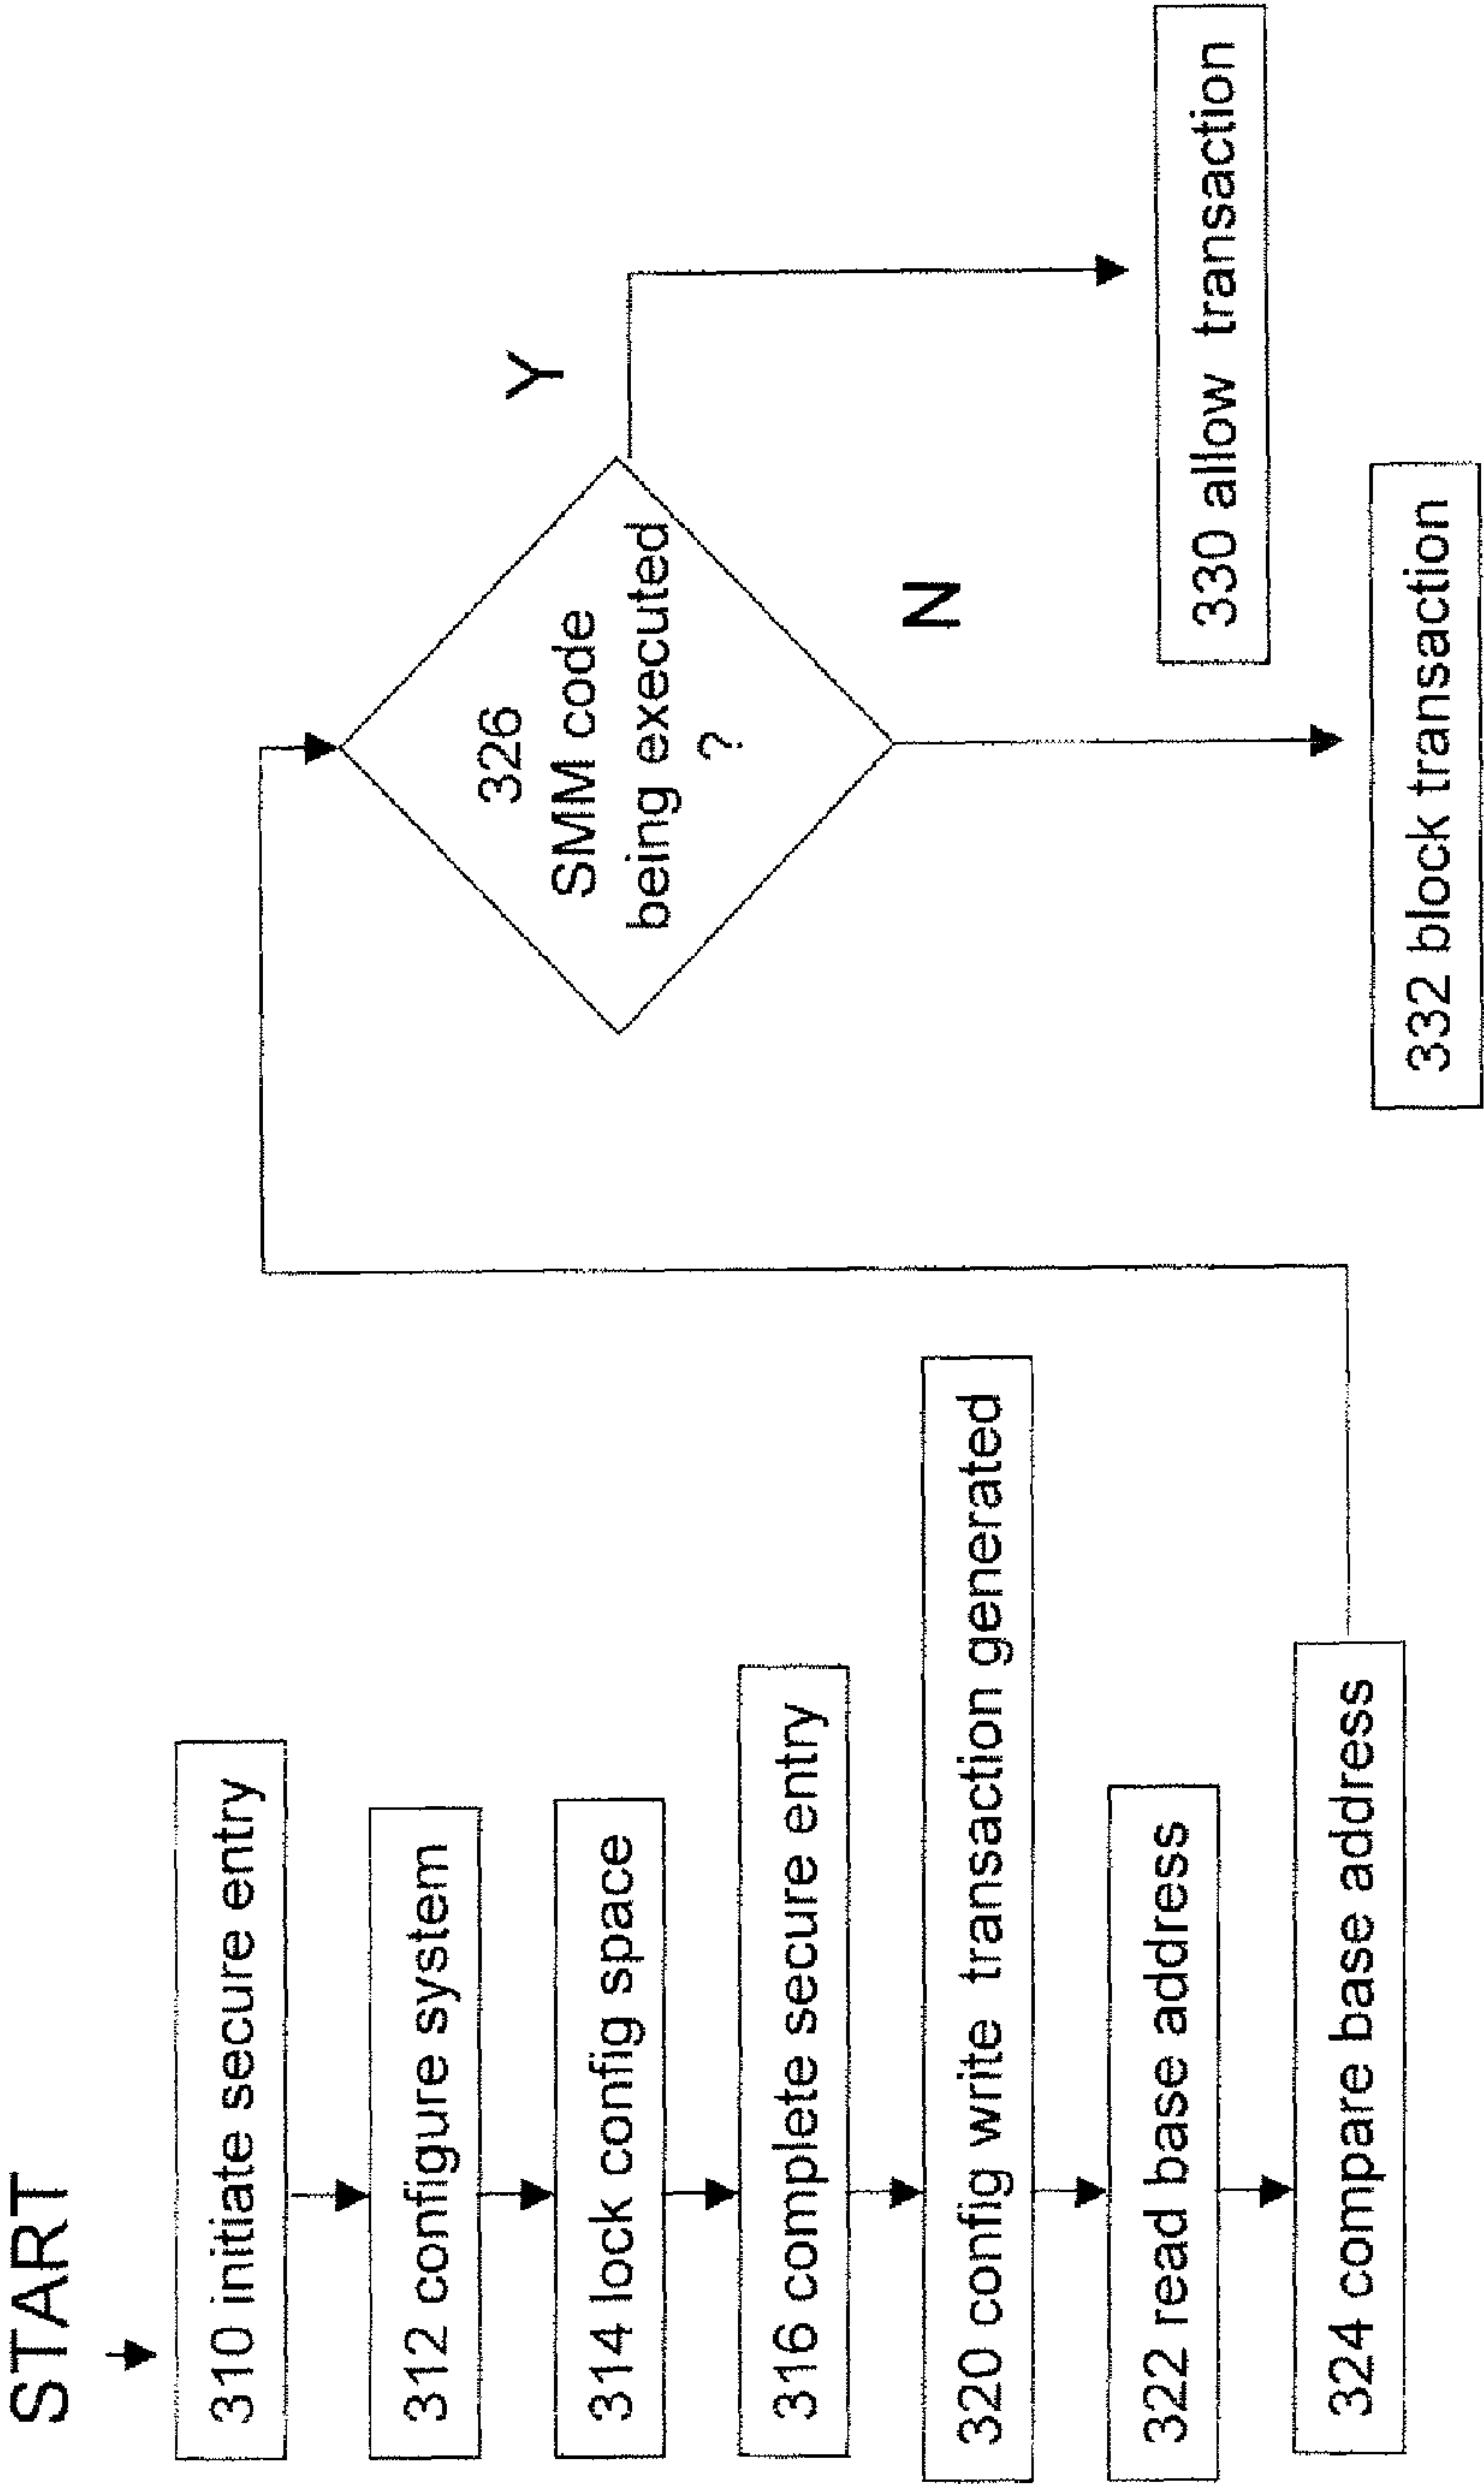 START
310 initiate secure entry
312 configure system
314 lock config space
316 complete secure entry
320 config write transaction generated
322 read base address
324 compare base address
326
SMM code
being executed
?
Y
N
330 allow transaction
332 block transaction